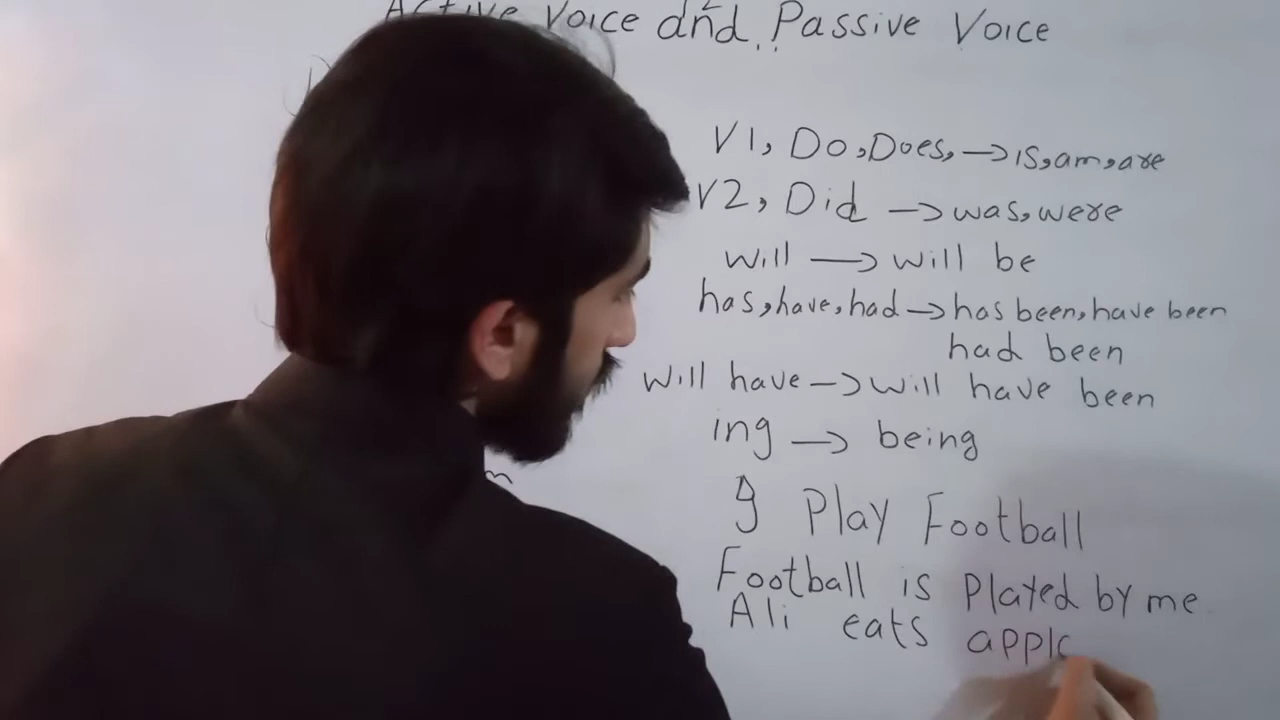 Active Voice and Passive Voice
V1, Do, Does, → is, am, are
V2, Did → was, were
will → will be
has, have, had → has been, have been
had been
Will have → will have been
ing → being
I Play Football
Football is Played by me
Ali eats apple